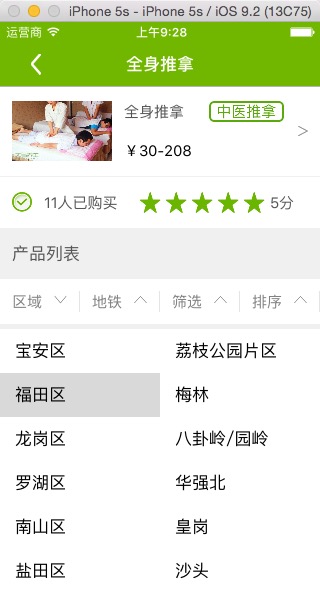 iPhone 5s - iPhone 5s / iOS 9.2 (13C75)
运营商 上午9:28
全身推拿
全身推拿 中医推拿
￥30-208
11人已购买 5分
产品列表
区域 地铁 筛选 排序
宝安区 荔枝公园片区
福田区 梅林
龙岗区 八卦岭/园岭
罗湖区 华强北
南山区 皇岗
盐田区 沙头